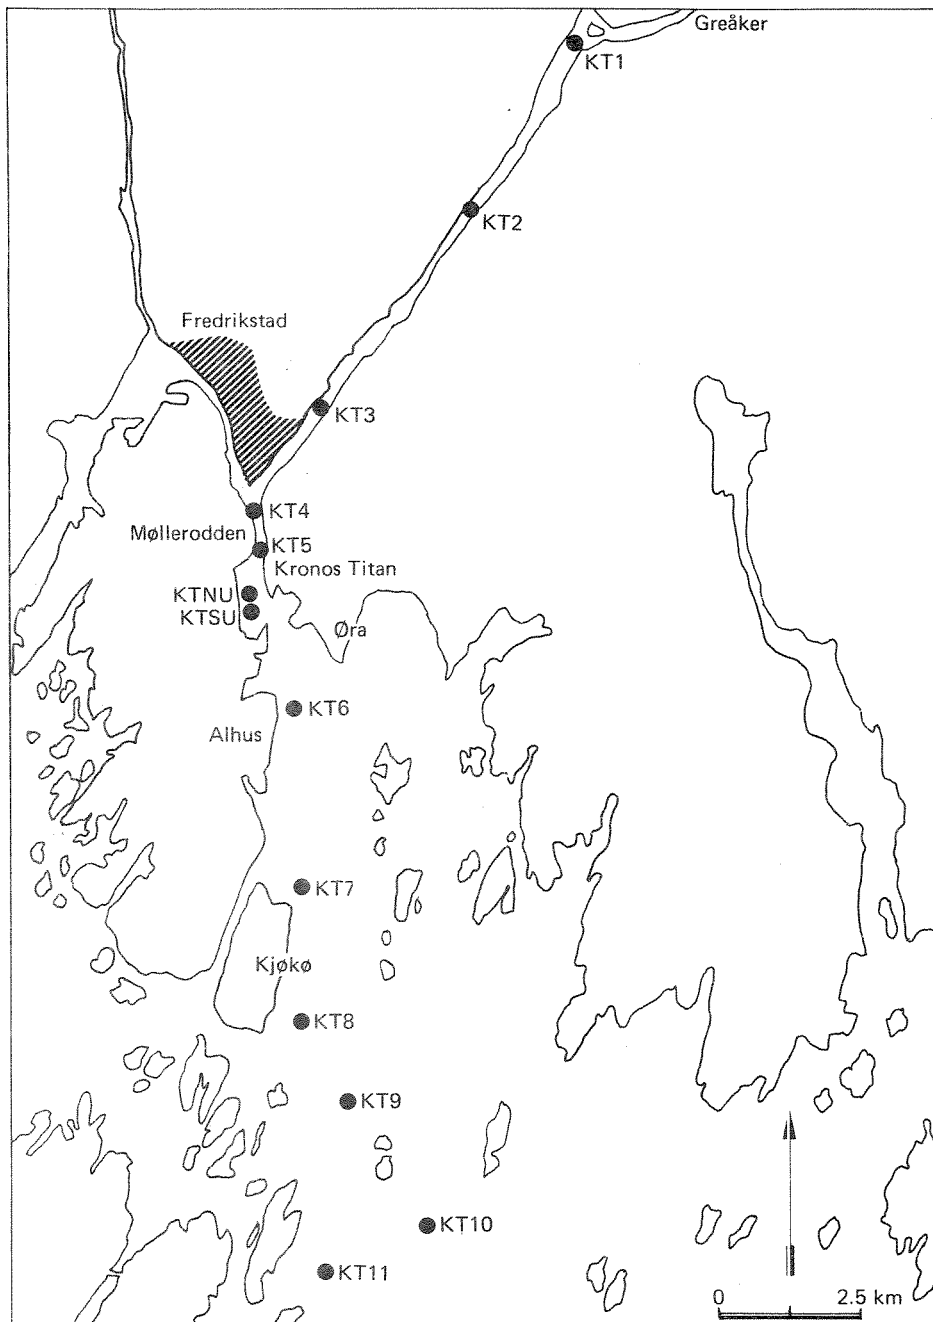 Greåker
KT1
KT2
Fredrikstad
KT3
KT4
Møllerodden
KT5
Kronos Titan
KTNU
KTSU
Øra
KT6
Alhus
KT7
Kjøkø
KT8
KT9
KT10
KT11
0 2.5 km